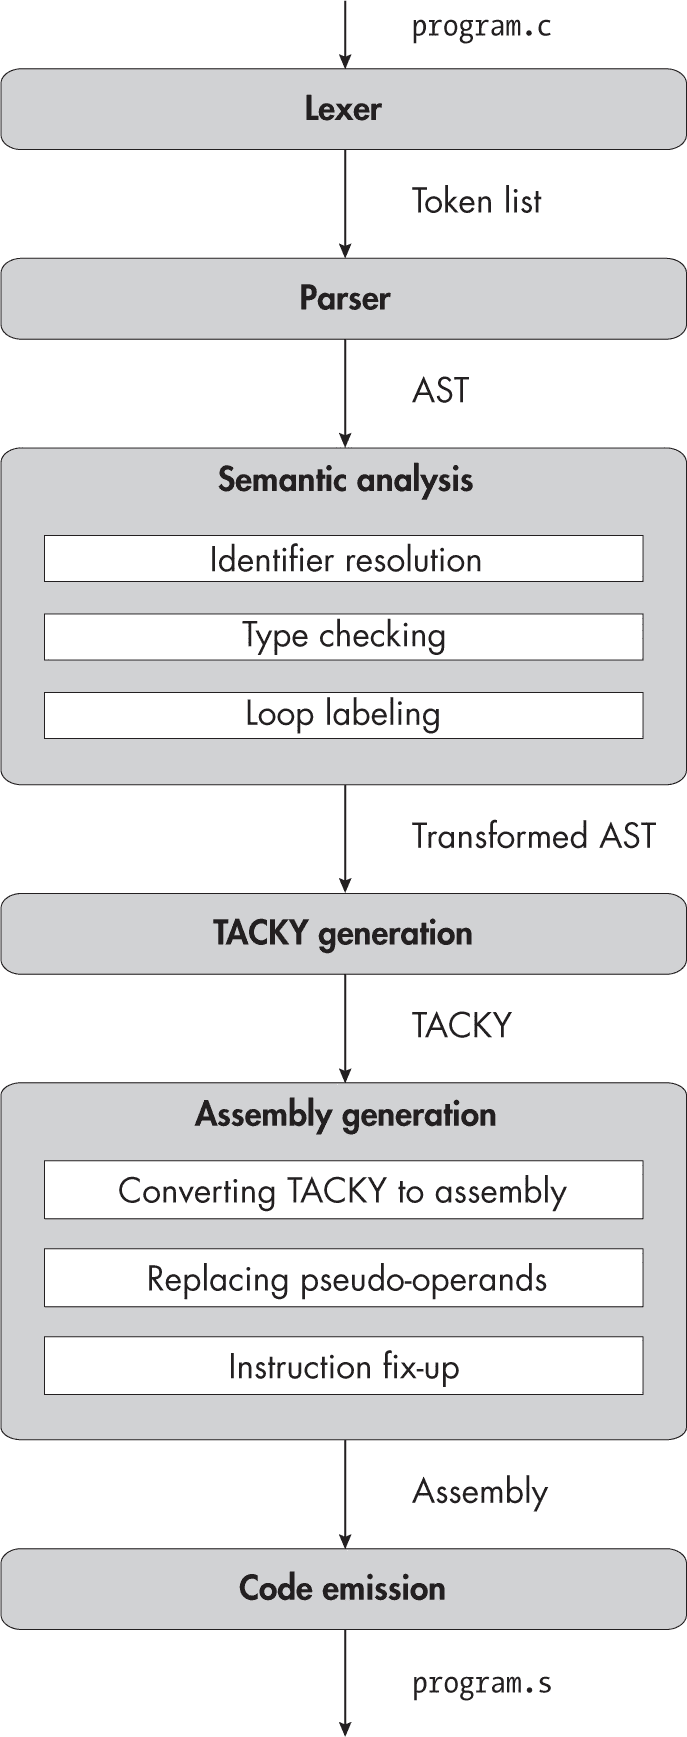 program.c
Lexer
Token list
Parser
AST
Semantic analysis
Identifier resolution
Type checking
Loop labeling
Transformed AST
TACKY generation
TACKY
Assembly generation
Converting TACKY to assembly
Replacing pseudo-operands
Instruction fix-up
Assembly
Code emission
program.s